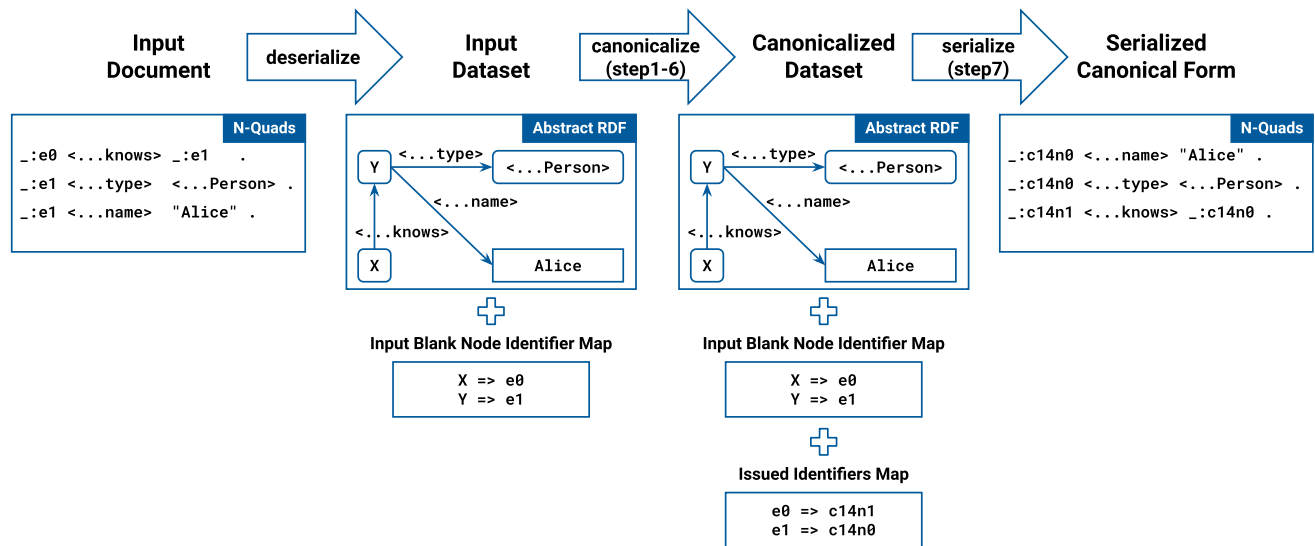 Input
Document
deserialize
Input
Dataset
canonicalize
(step1-6)
Canonicalized
Dataset
serialize
(step7)
Serialized
Canonical Form
N-Quads
_:e0 <...knows> _:e1 .
_:e1 <...type> <...Person> .
_:e1 <...name> "Alice" .
Abstract RDF
Y
<...type>
<...Person>
<...name>
<...knows>
X
Alice
Input Blank Node Identifier Map
X => e0
Y => e1
Abstract RDF
Y
<...type>
<...Person>
<...name>
<...knows>
X
Alice
Input Blank Node Identifier Map
X => e0
Y => e1
Issued Identifiers Map
e0 => c14n1
e1 => c14n0
N-Quads
_:c14n0 <...name> "Alice" .
_:c14n0 <...type> <...Person> .
_:c14n1 <...knows> _:c14n0 .